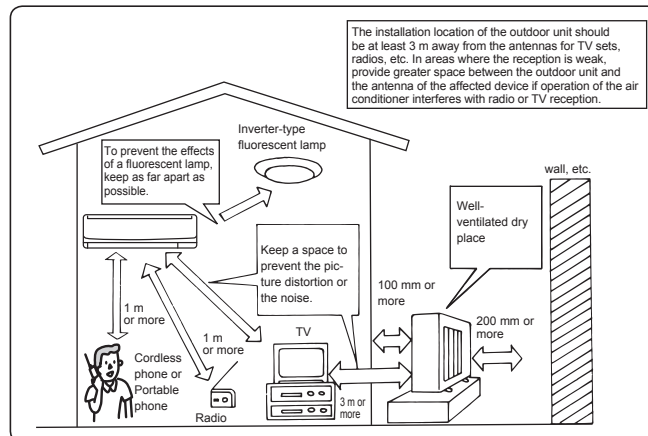 The installation location of the outdoor unit should
be at least 3 m away from the antennas for TV sets,
radios, etc. In areas where the reception is weak,
provide greater space between the outdoor unit and
the antenna of the affected device if operation of the air
conditioner interferes with radio or TV reception.
Inverter-type
fluorescent lamp
To prevent the effects
of a fluorescent lamp,
keep as far apart as
possible.
wall, etc.
Well-
ventilated dry
place
Keep a space to
prevent the pic-
ture distortion or
the noise.
100 mm or
more
200 mm or
more
1 m
or more
1 m
or more
TV
Cordless
phone or
Portable
phone
Radio
3 m or
more